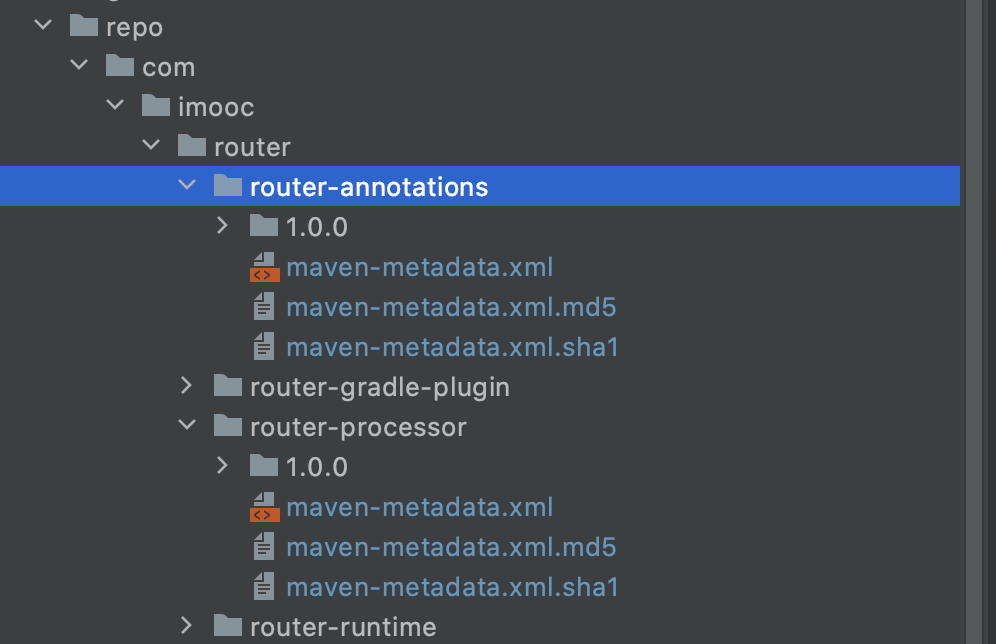 repo
com
imooc
router
router-annotations
1.0.0
maven-metadata.xml
maven-metadata.xml.md5
maven-metadata.xml.sha1
router-gradle-plugin
router-processor
1.0.0
maven-metadata.xml
maven-metadata.xml.md5
maven-metadata.xml.sha1
router-runtime